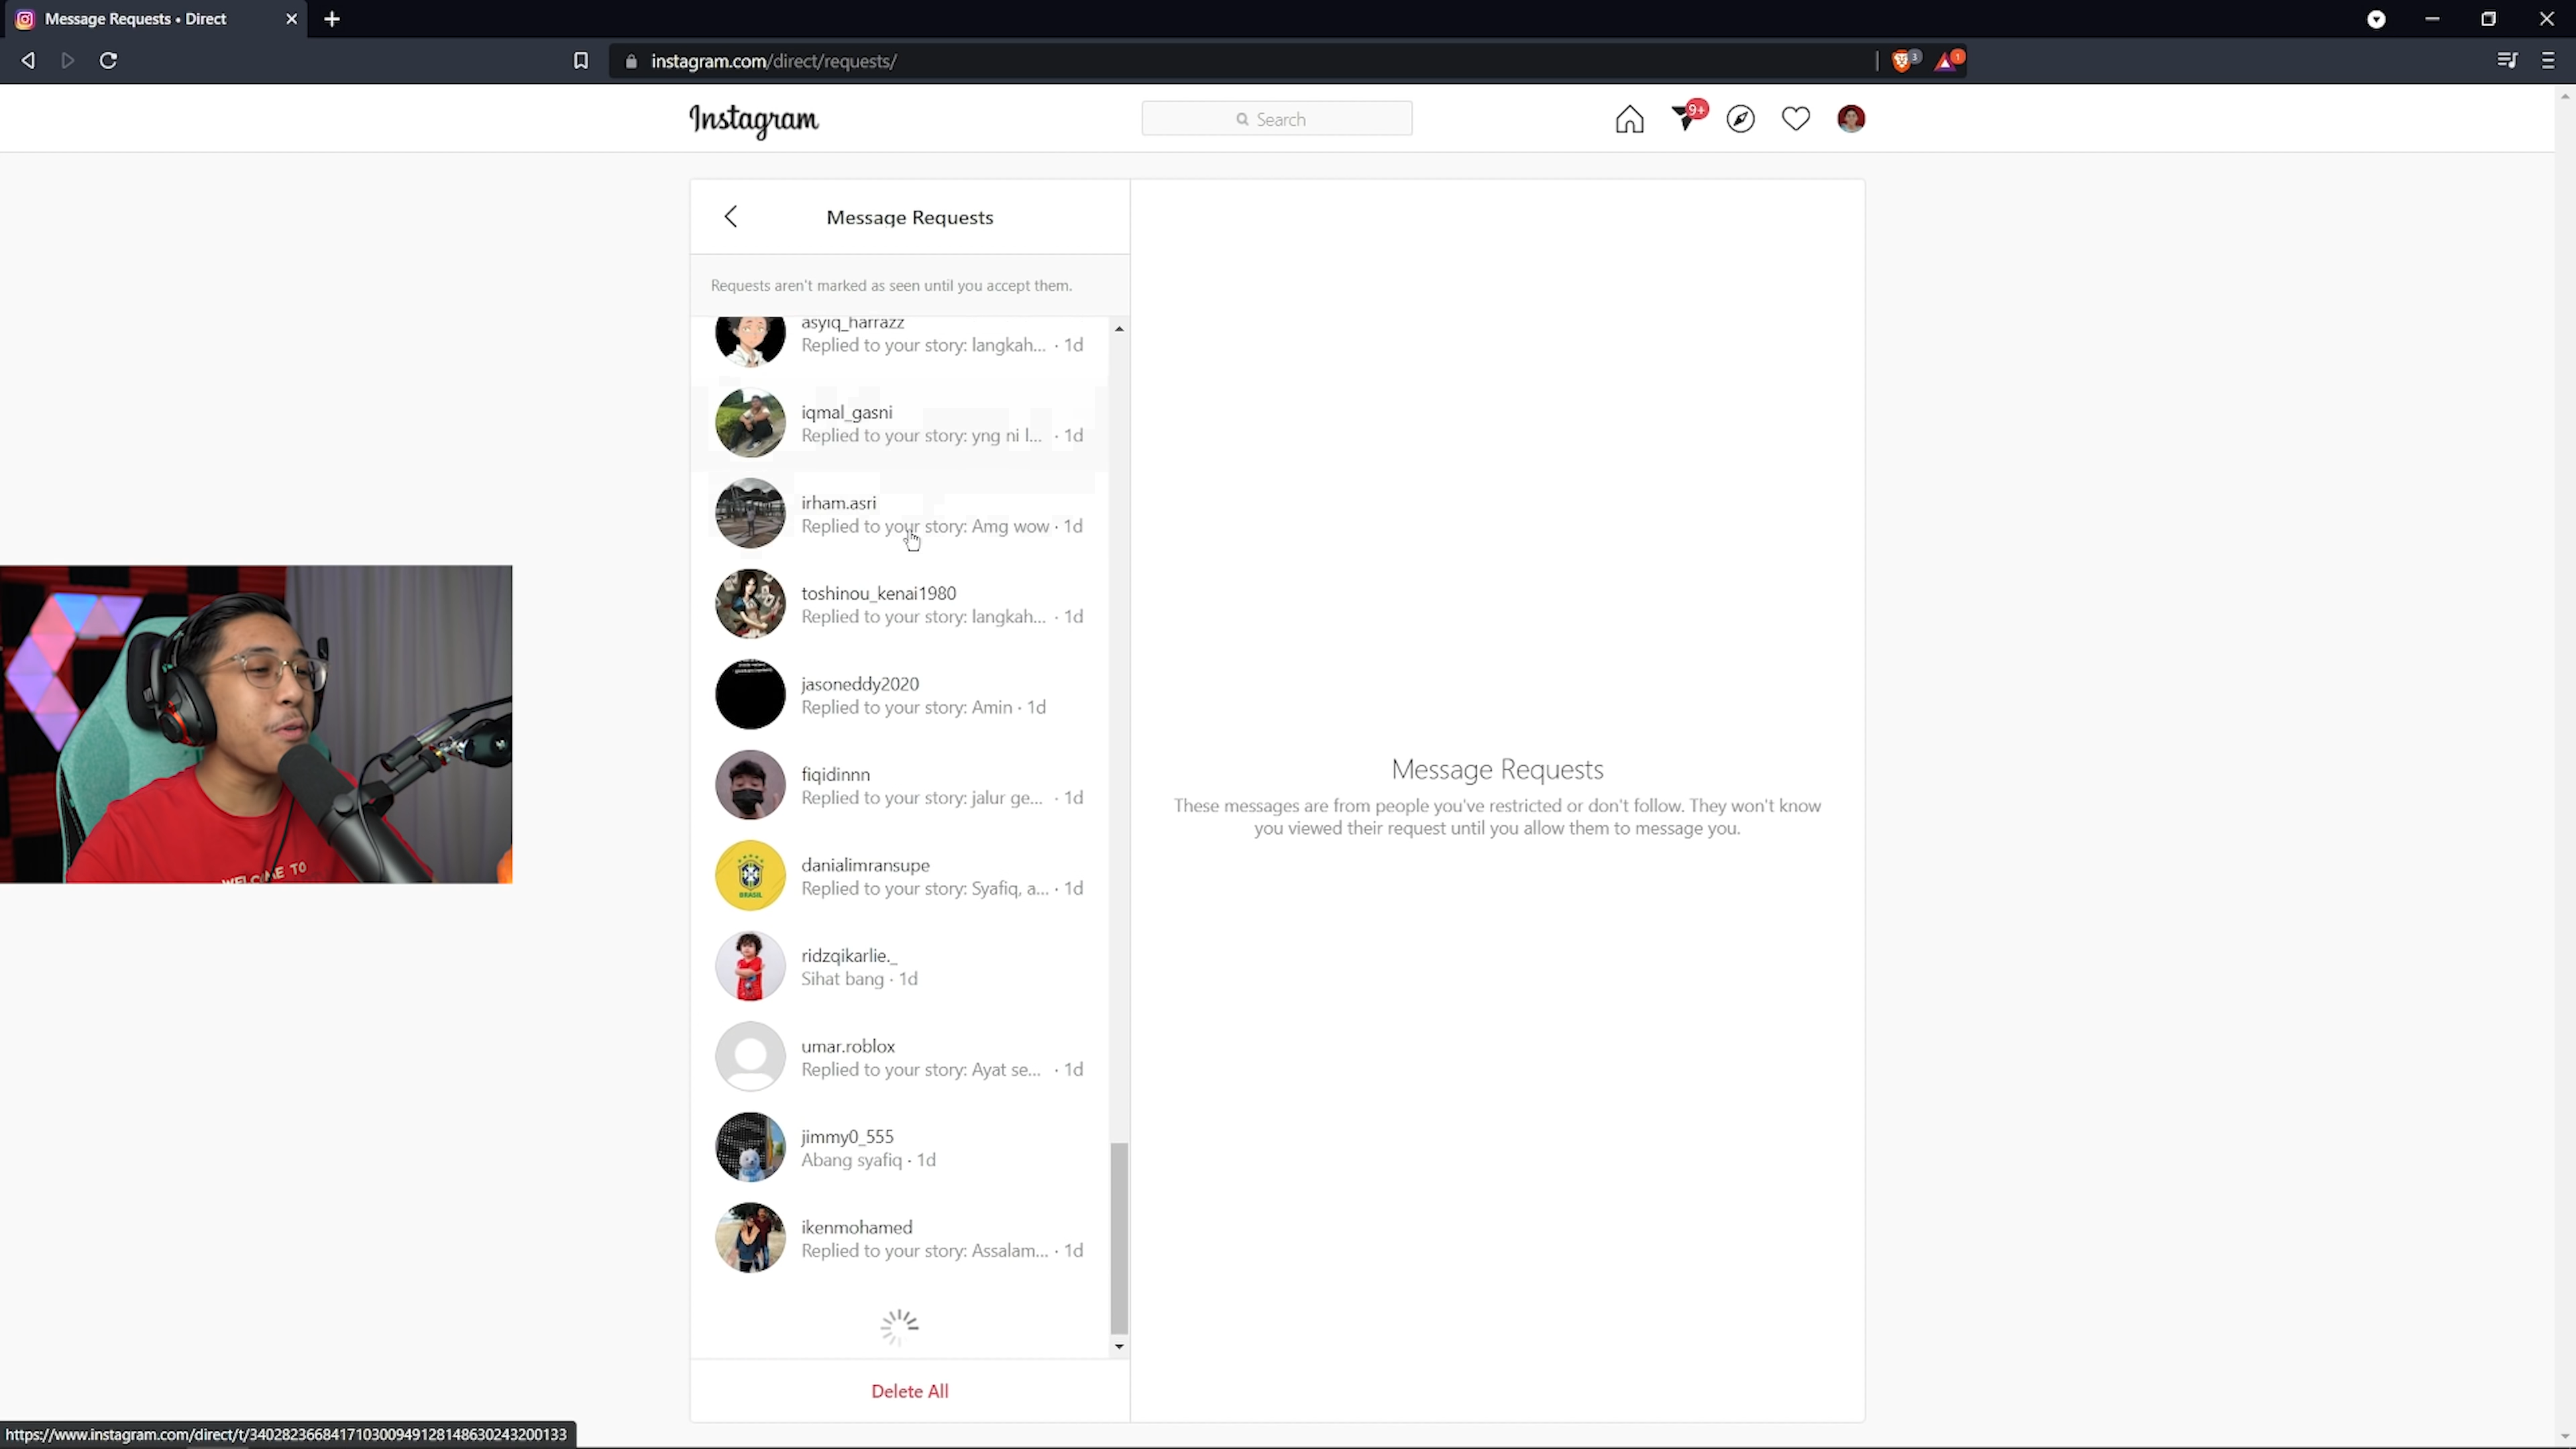 Message Requests • Direct
instagram.com/direct/requests/
3
1
Instagram
Search
9+
Message Requests
Requests aren't marked as seen until you accept them.
asyiq_harrazz
Replied to your story: langkah... · 1d
iqmal_gasni
Replied to your story: yng ni l... · 1d
irham.asri
Replied to your story: Amg wow · 1d
toshinou_kenai1980
Replied to your story: langkah... · 1d
jasoneddy2020
Replied to your story: Amin · 1d
fiqidinnn
Replied to your story: jalur ge... · 1d
danialimransupe
Replied to your story: Syafiq, a... · 1d
BRASIL
ridzqikarlie._
Sihat bang · 1d
umar.roblox
Replied to your story: Ayat se... · 1d
jimmy0_555
Abang syafiq · 1d
ikenmohamed
Replied to your story: Assalam... · 1d
Delete All
Message Requests
These messages are from people you've restricted or don't follow. They won't know
you viewed their request until you allow them to message you.
WELCOME TO
https://www.instagram.com/direct/t/340282366841710300949128148630243200133